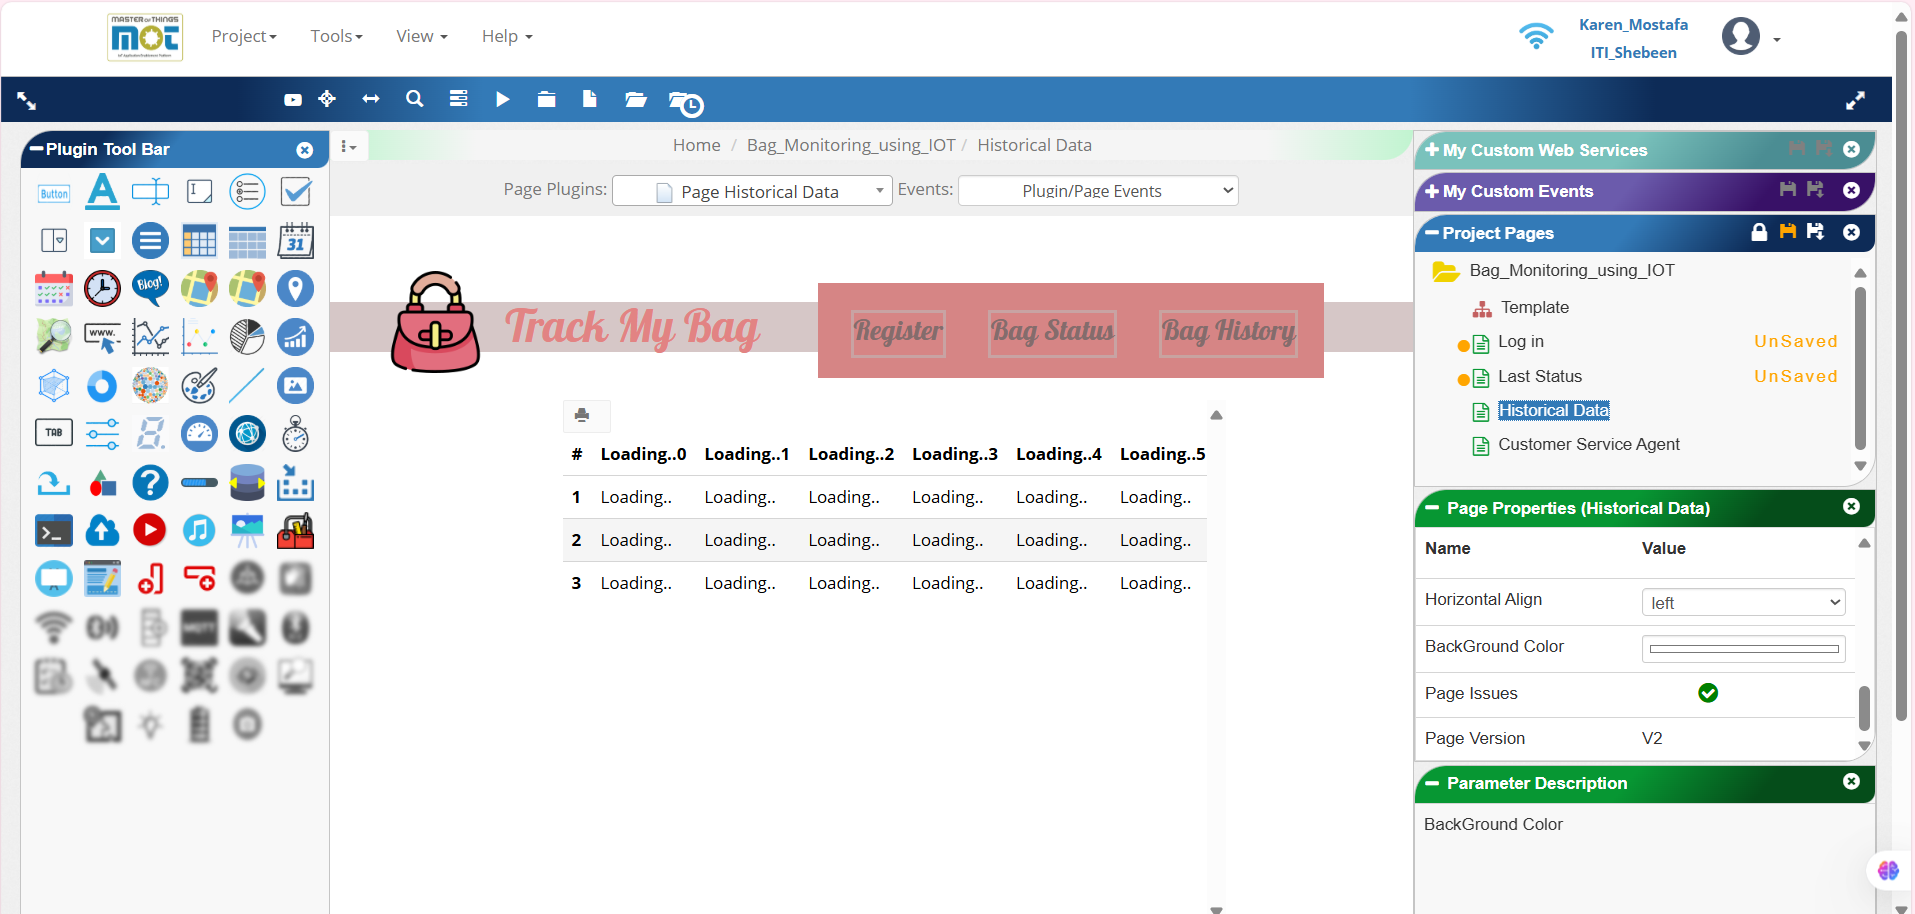 MASTER OF THINGS
MOT
IoT Application Enablement Platform
Project
Tools
View
Help
Karen_Mostafa
ITI_Shebeen
Plugin Tool Bar
Button
31
Blog!
www.
TAB
Home / Bag_Monitoring_using_IOT / Historical Data
Page Plugins: Page Historical Data Events: Plugin/Page Events
Track My Bag
Register
Bag Status
Bag History
# Loading..0 Loading..1 Loading..2 Loading..3 Loading..4 Loading..5
1 Loading.. Loading.. Loading.. Loading.. Loading.. Loading..
2 Loading.. Loading.. Loading.. Loading.. Loading.. Loading..
3 Loading.. Loading.. Loading.. Loading.. Loading.. Loading..
My Custom Web Services
My Custom Events
Project Pages
Bag_Monitoring_using_IOT
Template
Log in UnSaved
Last Status UnSaved
Historical Data
Customer Service Agent
Page Properties (Historical Data)
Name Value
Horizontal Align left
BackGround Color
Page Issues
Page Version V2
Parameter Description
BackGround Color